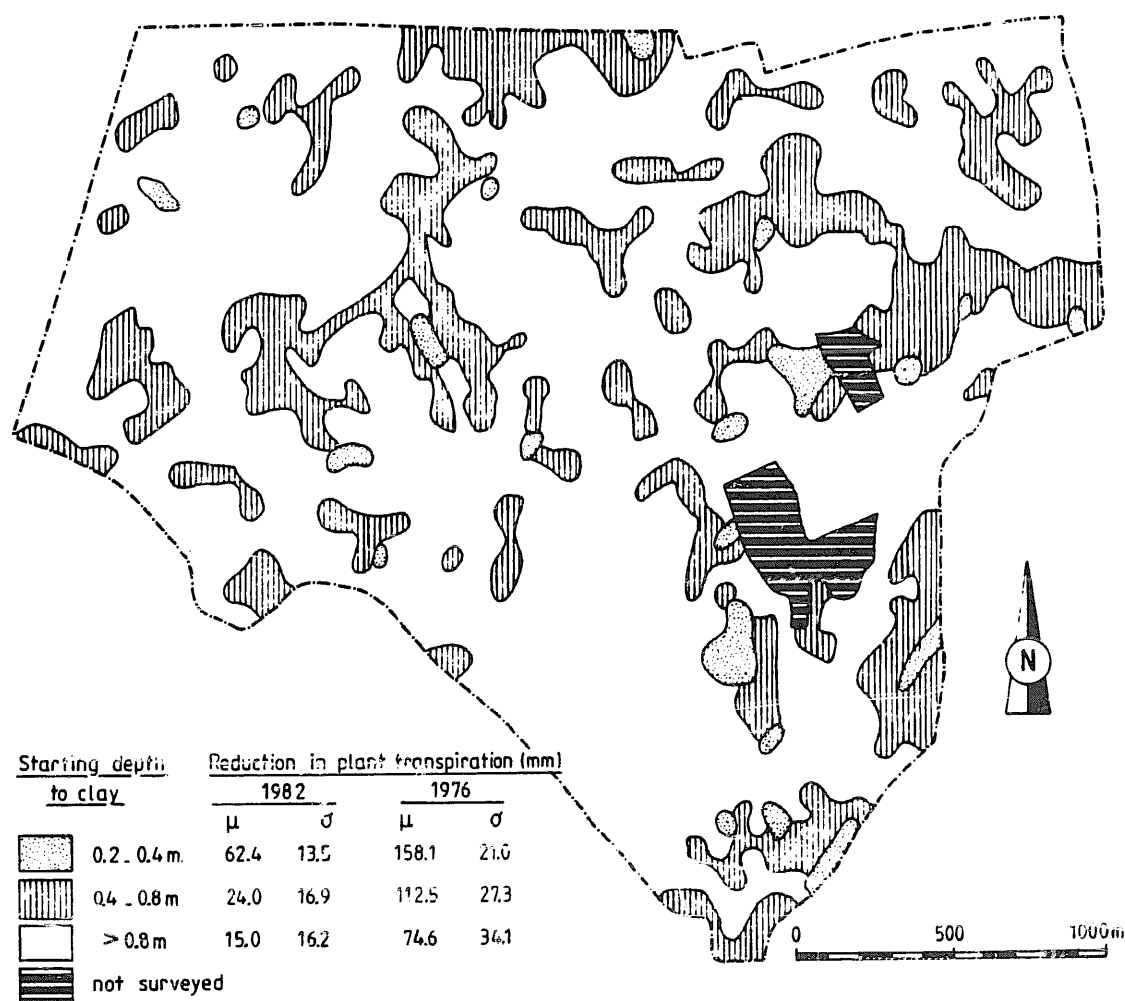 N
0 500 1000m
Starting depth Reduction in plant transpiration (mm)
to clay 1982 1976
μ σ μ σ
0.2 - 0.4 m. 62.4 13.5 158.1 21.0
0.4 - 0.8 m 24.0 16.9 112.5 27.3
> 0.8 m 15.0 16.2 74.6 34.1
not surveyed